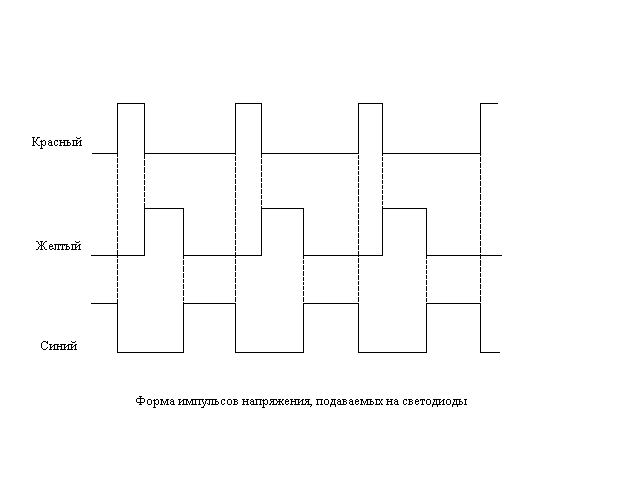 Красный
Желтый
Синий
Форма импульсов напряжения, подаваемых на светодиоды